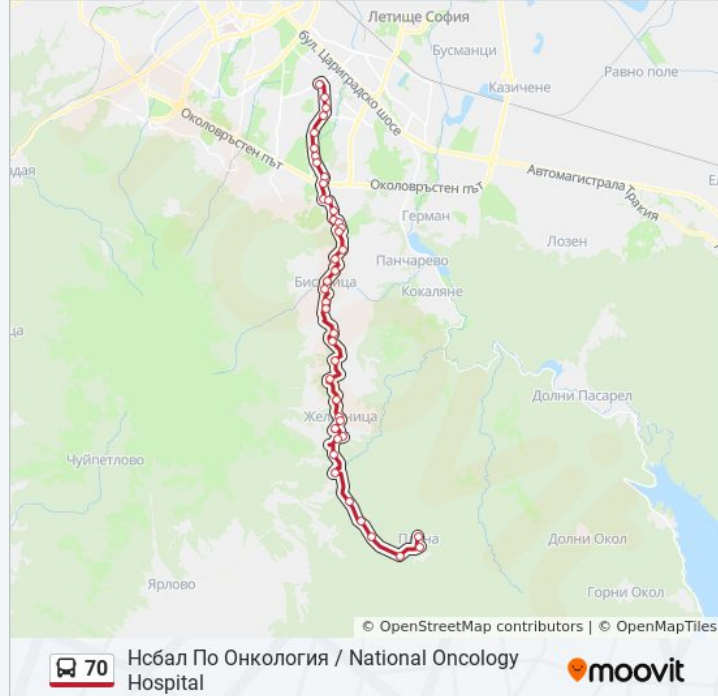 Летище София
Бусманци
бул. Цариградско шосе
Казичене
Равно поле
Околовръстен път
Автомагистрала Тракия
Околовръстен път
Герман
Лозен
Панчарево
Кокаляне
Долни Пасарел
Чуйпетлово
Долни Окол
Ярлово
Горни Окол
© OpenStreetMap contributors | © OpenMapTiles
70
Нсбал По Онкология / National Oncology
Hospital
moovit